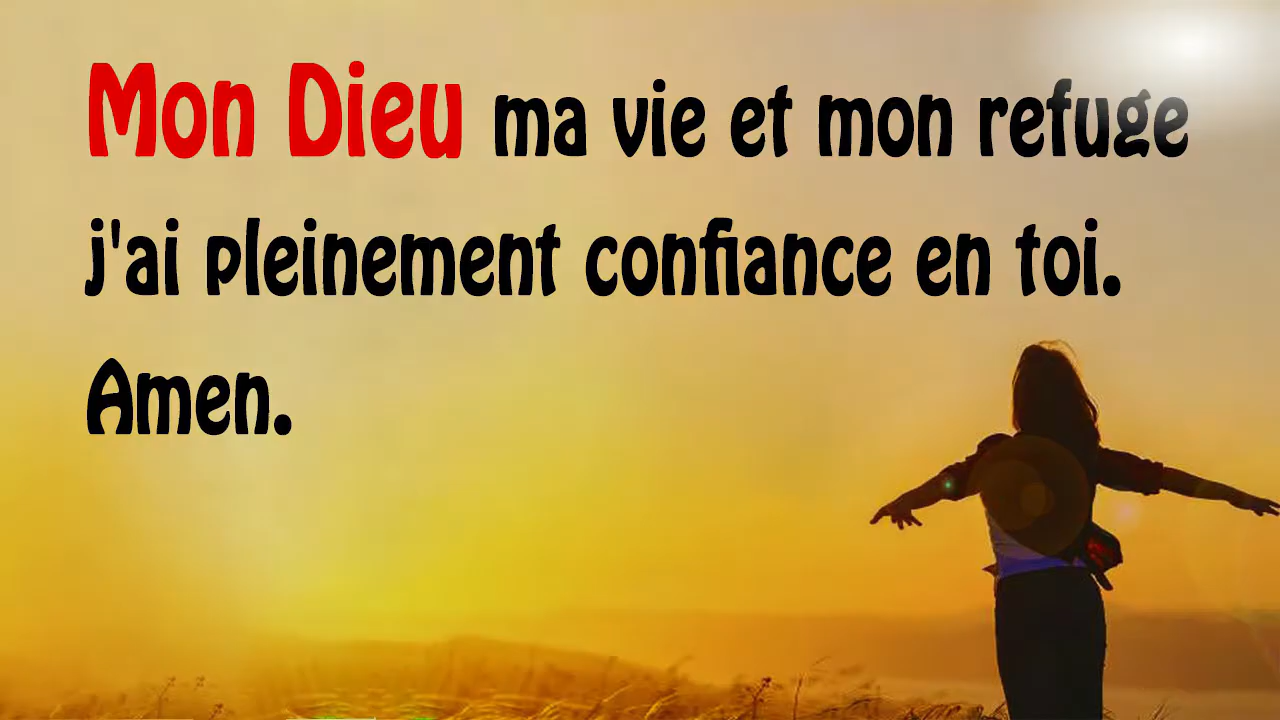 Mon Dieu ma vie et mon refuge
j'ai pleinement confiance en toi.
Amen.